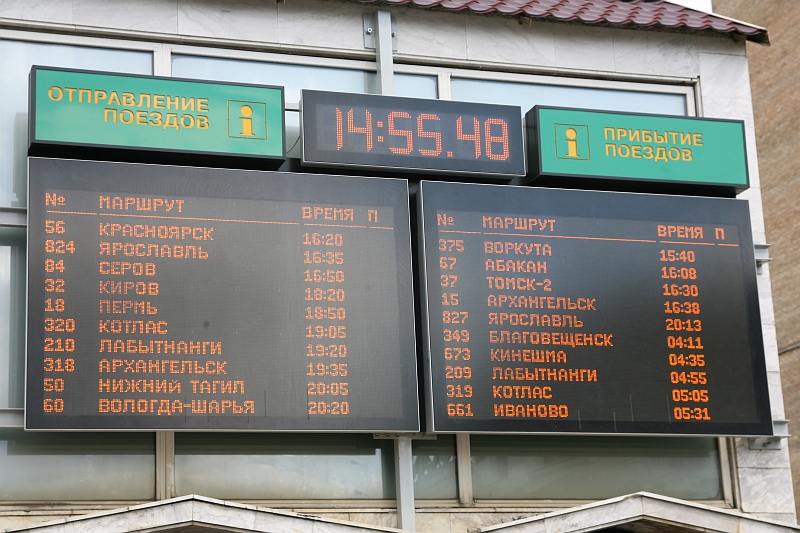 ОТПРАВЛЕНИЕ
ПОЕЗДОВ
i
14:55.48
i
ПРИБЫТИЕ
ПОЕЗДОВ
№ МАРШРУТ ВРЕМЯ П
56 КРАСНОЯРСК 16:20
824 ЯРОСЛАВЛЬ 16:35
84 СЕРОВ 16:50
32 КИРОВ 18:20
18 ПЕРМЬ 18:50
320 КОТЛАС 19:05
210 ЛАБЫТНАНГИ 19:20
318 АРХАНГЕЛЬСК 19:35
50 НИЖНИЙ ТАГИЛ 20:05
60 ВОЛОГДА-ШАРЬЯ 20:20
№ МАРШРУТ ВРЕМЯ П
375 ВОРКУТА 15:40
67 АБАКАН 16:08
37 ТОМСК-2 16:30
15 АРХАНГЕЛЬСК 16:38
827 ЯРОСЛАВЛЬ 20:13
349 БЛАГОВЕЩЕНСК 04:11
673 КИНЕШМА 04:35
209 ЛАБЫТНАНГИ 04:55
319 КОТЛАС 05:05
661 ИВАНОВО 05:31